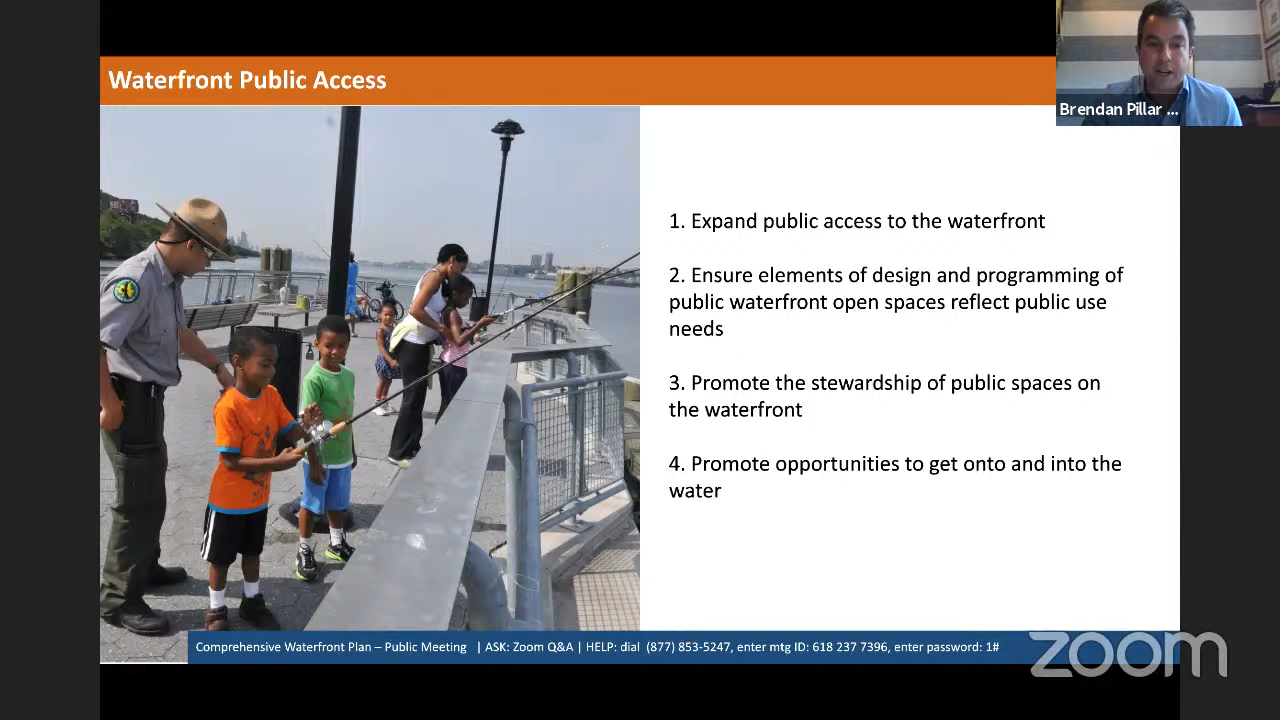 Waterfront Public Access
Brendan Pillar ...
1. Expand public access to the waterfront
2. Ensure elements of design and programming of
public waterfront open spaces reflect public use
needs
3. Promote the stewardship of public spaces on
the waterfront
4. Promote opportunities to get onto and into the
water
Comprehensive Waterfront Plan – Public Meeting | ASK: Zoom Q&A | HELP: dial (877) 853-5247, enter mtg ID: 618 237 7396, enter password: 1#
zoom